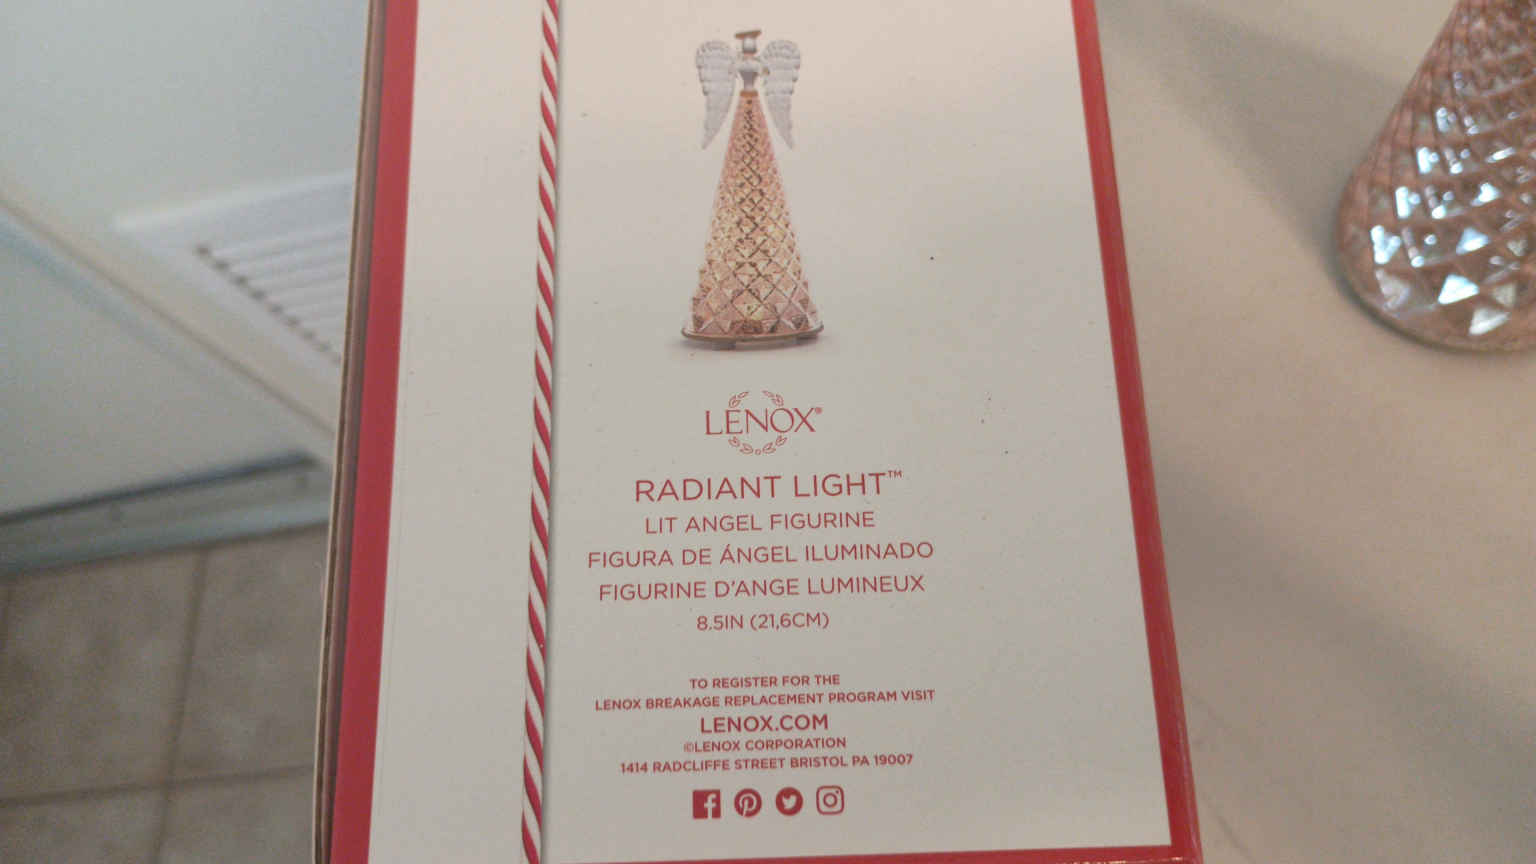 LENOX®
RADIANT LIGHT™
LIT ANGEL FIGURINE
FIGURA DE ÁNGEL ILUMINADO
FIGURINE D'ANGE LUMINEUX
8.5IN (21,6CM)
TO REGISTER FOR THE
LENOX BREAKAGE REPLACEMENT PROGRAM VISIT
LENOX.COM
©LENOX CORPORATION
1414 RADCLIFFE STREET BRISTOL PA 19007